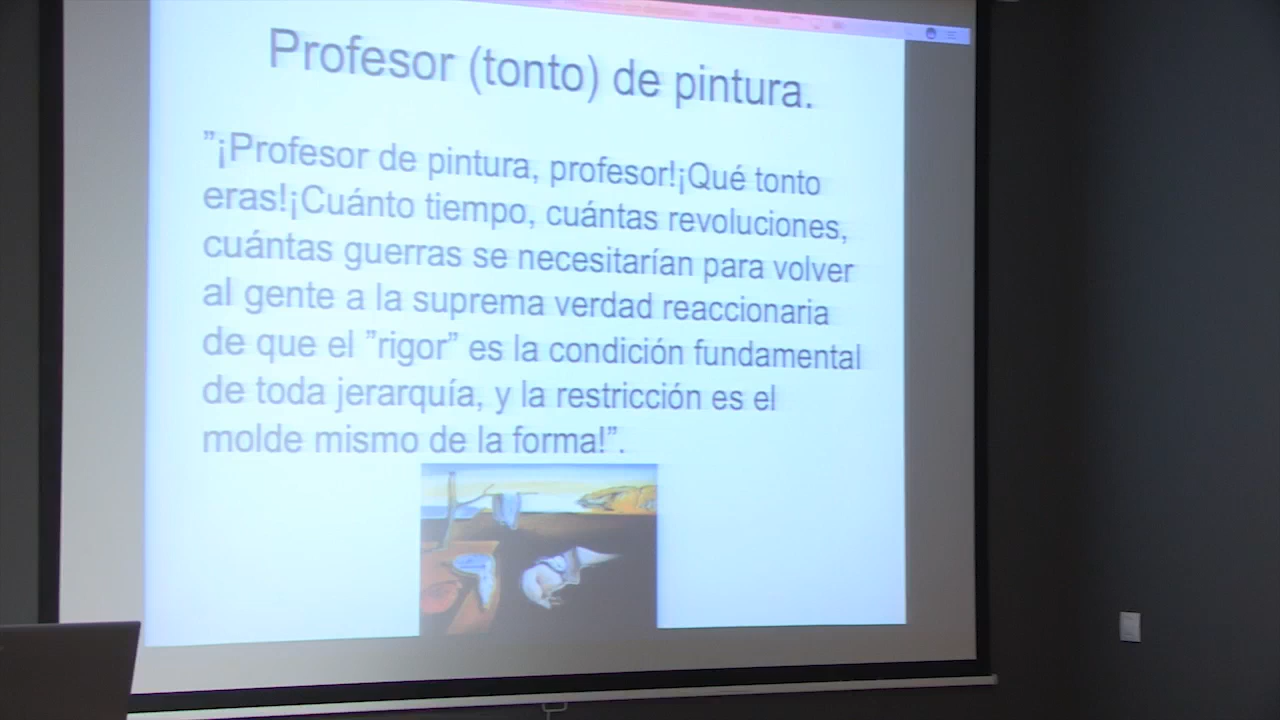 Profesor (tonto) de pintura.
”¡Profesor de pintura, profesor!¡Qué tonto
eras!¡Cuánto tiempo, cuántas revoluciones,
cuántas guerras se necesitarían para volver
al gente a la suprema verdad reaccionaria
de que el ”rigor” es la condición fundamental
de toda jerarquía, y la restricción es el
molde mismo de la forma!”.